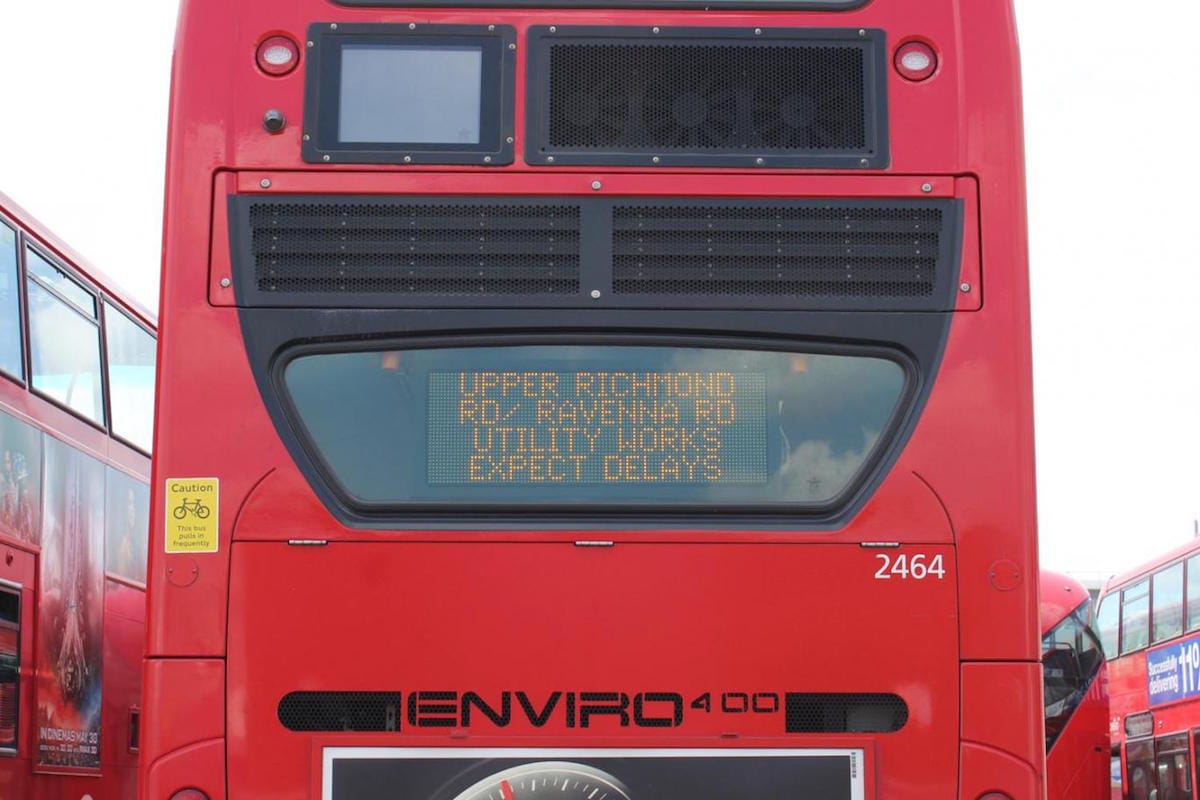 UPPER RICHMOND
RD/ RAVENNA RD
UTILITY WORKS
EXPECT DELAYS
Caution
This bus
pulls in
frequently
2464
ENVIRO400
IN CINEMAS MAY 30
Successfully
delivering